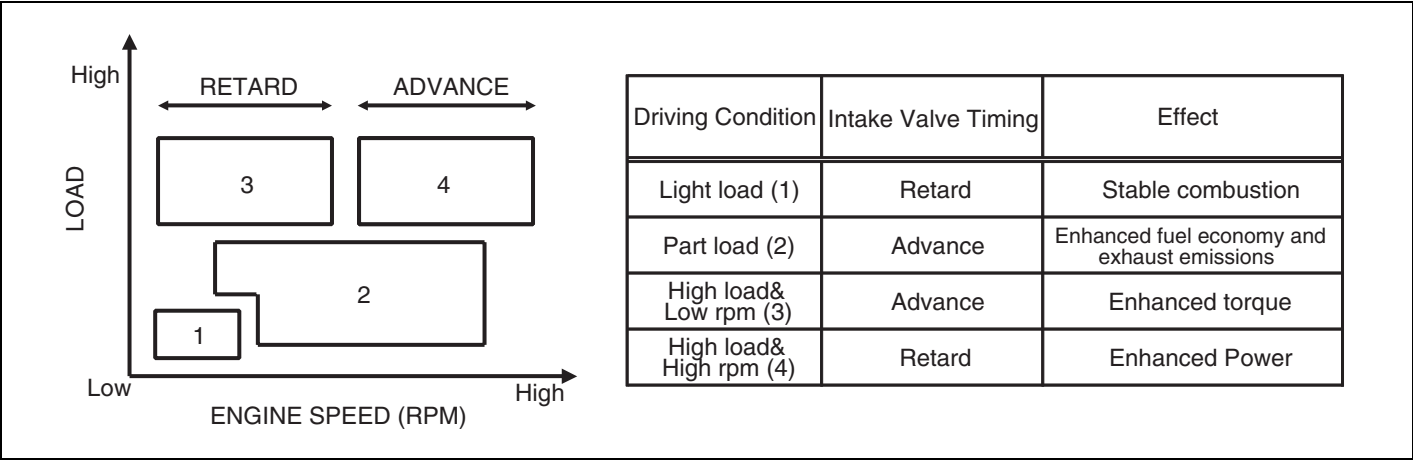 High
RETARD
ADVANCE
LOAD
3
4
2
1
Low
High
ENGINE SPEED (RPM)
Driving Condition
Intake Valve Timing
Effect
Light load (1)
Retard
Stable combustion
Part load (2)
Advance
Enhanced fuel economy and
exhaust emissions
High load&
Low rpm (3)
Advance
Enhanced torque
High load&
High rpm (4)
Retard
Enhanced Power